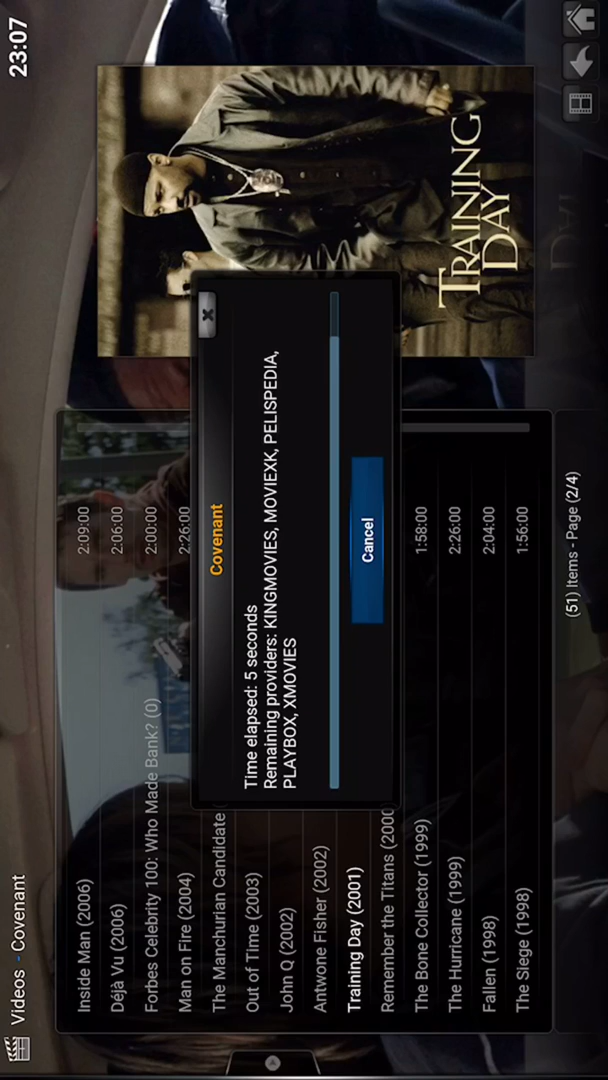 Videos - Covenant
23:07
Inside Man (2006) 2:09:00
Déjà Vu (2006) 2:06:00
Forbes Celebrity 100: Who Made Bank? (0) 2:00:00
Man on Fire (2004) 2:26:00
The Manchurian Candidate (
Out of Time (2003)
John Q (2002)
Antwone Fisher (2002)
Training Day (2001)
Remember the Titans (2000
The Bone Collector (1999) 1:58:00
The Hurricane (1999) 2:26:00
Fallen (1998) 2:04:00
The Siege (1998) 1:56:00
Covenant
Time elapsed: 5 seconds
Remaining providers: KINGMOVIES, MOVIEXK, PELISPEDIA,
PLAYBOX, XMOVIES
Cancel
TRAINING
DAY
(51) Items - Page (2/4)